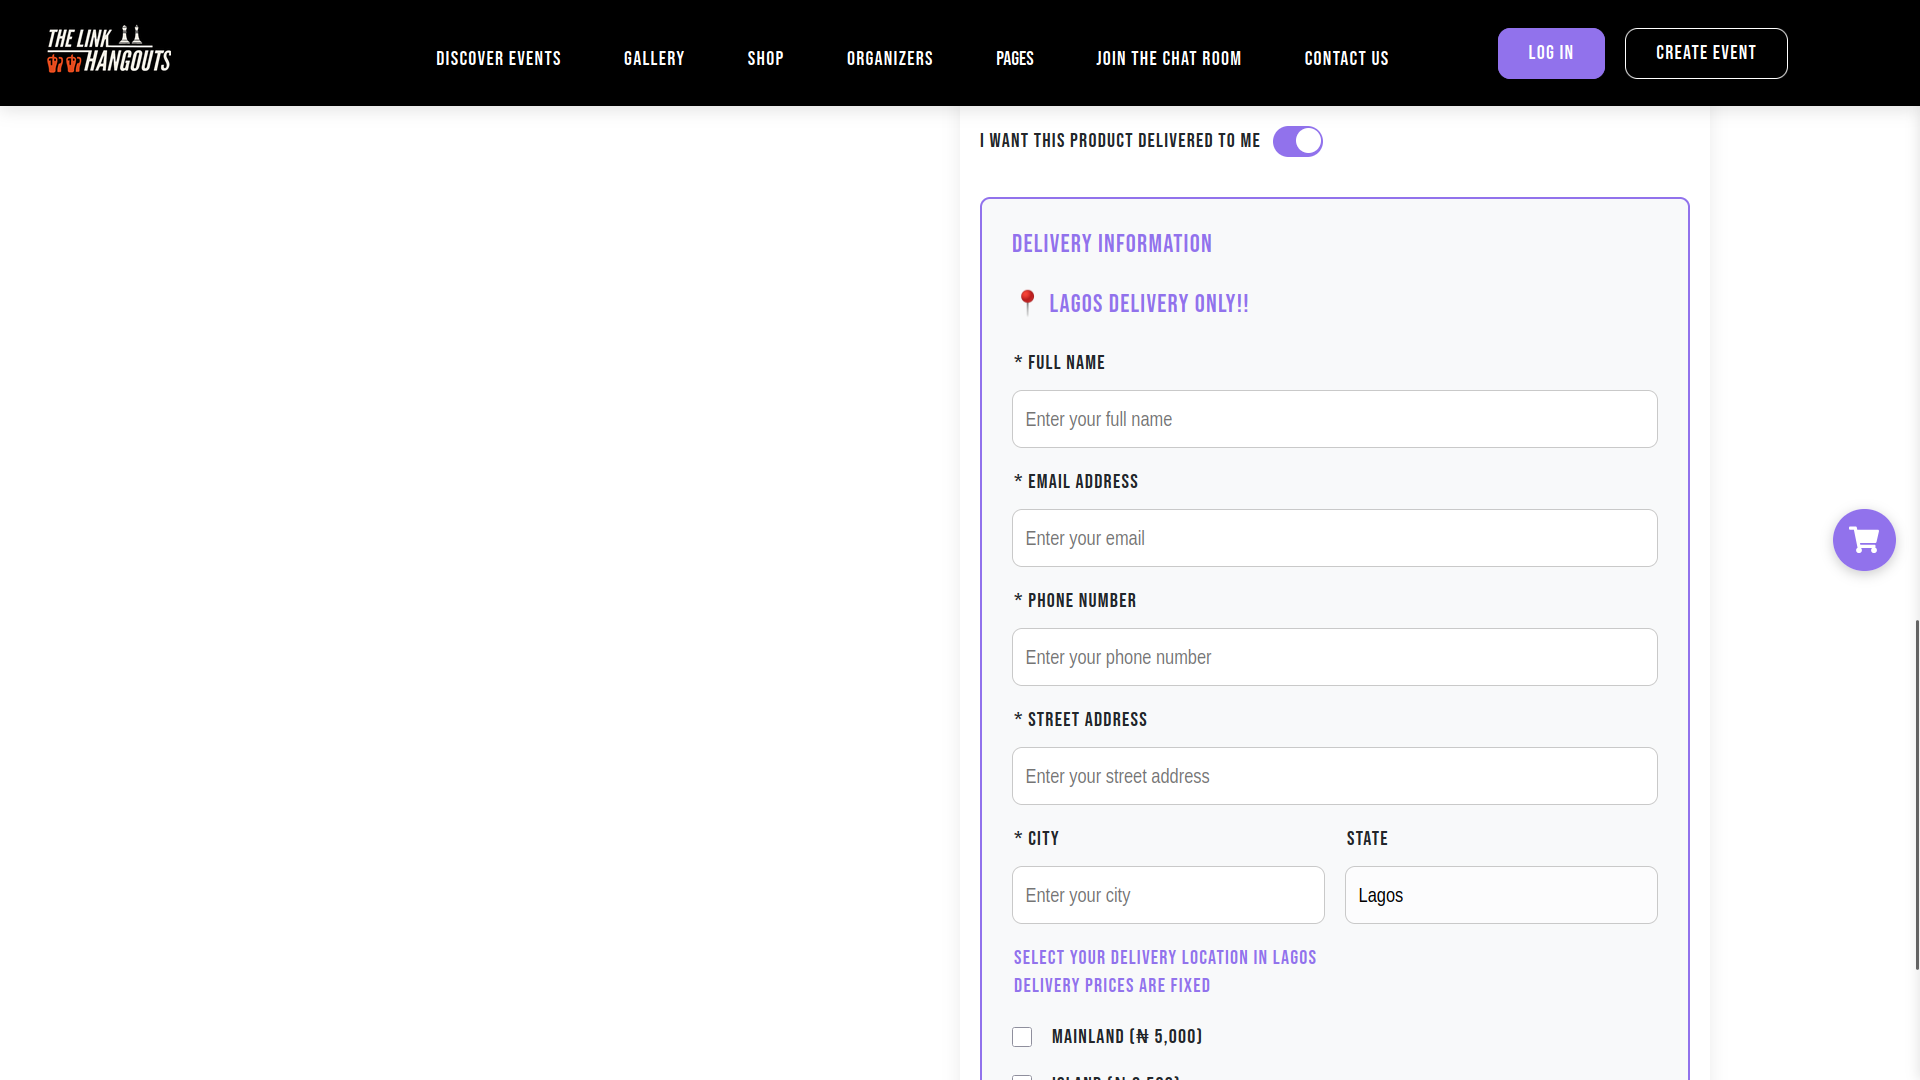 THE LINK
HANGOUTS
DISCOVER EVENTS
GALLERY
SHOP
ORGANIZERS
PAGES
JOIN THE CHAT ROOM
CONTACT US
LOG IN
CREATE EVENT
I WANT THIS PRODUCT DELIVERED TO ME
DELIVERY INFORMATION
📍 LAGOS DELIVERY ONLY!!
* FULL NAME
Enter your full name
* EMAIL ADDRESS
Enter your email
* PHONE NUMBER
Enter your phone number
* STREET ADDRESS
Enter your street address
* CITY
STATE
Enter your city
Lagos
SELECT YOUR DELIVERY LOCATION IN LAGOS
DELIVERY PRICES ARE FIXED
MAINLAND (₦ 5,000)